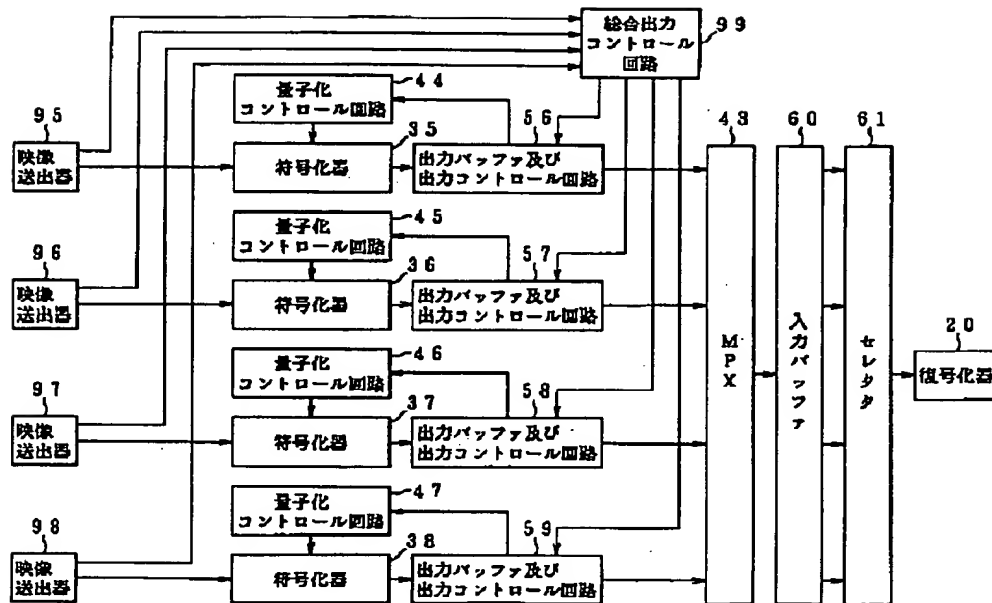 総合出力
コントロール
回路
99
量子化
コントロール回路
44
95
映像
送出器
35
符号化器
56
出力バッファ及び
出力コントロール回路
43
MPX
60
入力バッファ
61
セレクタ
量子化
コントロール回路
45
96
映像
送出器
36
符号化器
57
出力バッファ及び
出力コントロール回路
20
復号化器
量子化
コントロール回路
46
97
映像
送出器
37
符号化器
58
出力バッファ及び
出力コントロール回路
量子化
コントロール回路
47
98
映像
送出器
38
符号化器
59
出力バッファ及び
出力コントロール回路